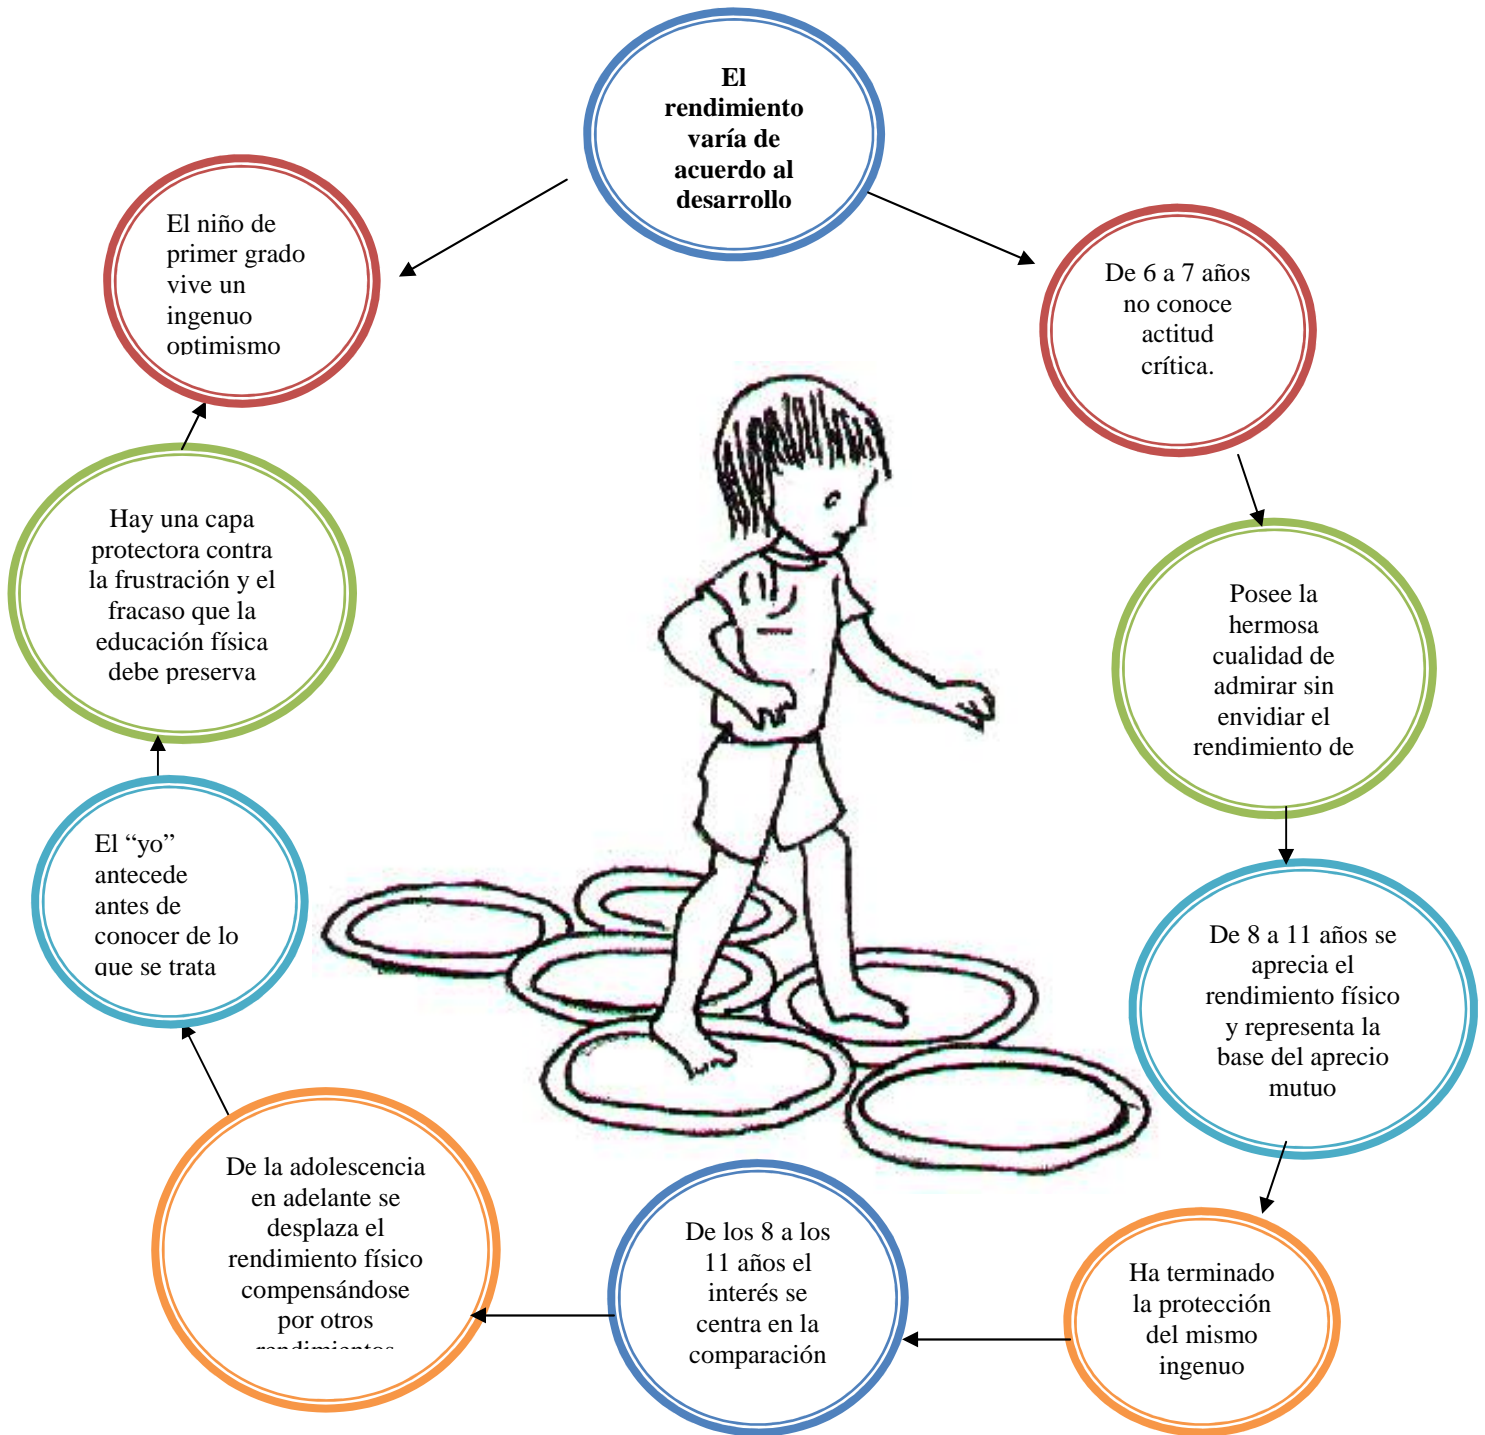 El
rendimiento
varía de
acuerdo al
desarrollo
De 6 a 7 años
no conoce
actitud
crítica.
Posee la
hermosa
cualidad de
admirar sin
envidiar el
rendimiento de
De 8 a 11 años se
aprecia el
rendimiento físico
y representa la
base del aprecio
mutuo
Ha terminado
la protección
del mismo
ingenuo
De los 8 a los
11 años el
interés se
centra en la
comparación
De la adolescencia
en adelante se
desplaza el
rendimiento físico
compensándose
por otros
rendimientos
El “yo”
antecede
antes de
conocer de lo
que se trata
Hay una capa
protectora contra
la frustración y el
fracaso que la
educación física
debe preserva
El niño de
primer grado
vive un
ingenuo
optimismo